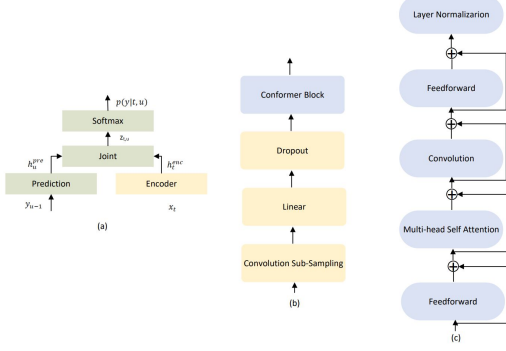 p(y|t, u)
Softmax
z_{t,u}
Joint
h_u^{pre}
h_t^{enc}
Prediction
Encoder
y_{u-1}
x_t
(a)
Conformer Block
Dropout
Linear
Convolution Sub-Sampling
(b)
Layer Normalizarion
Feedforward
Convolution
Multi-head Self Attention
Feedforward
(c)